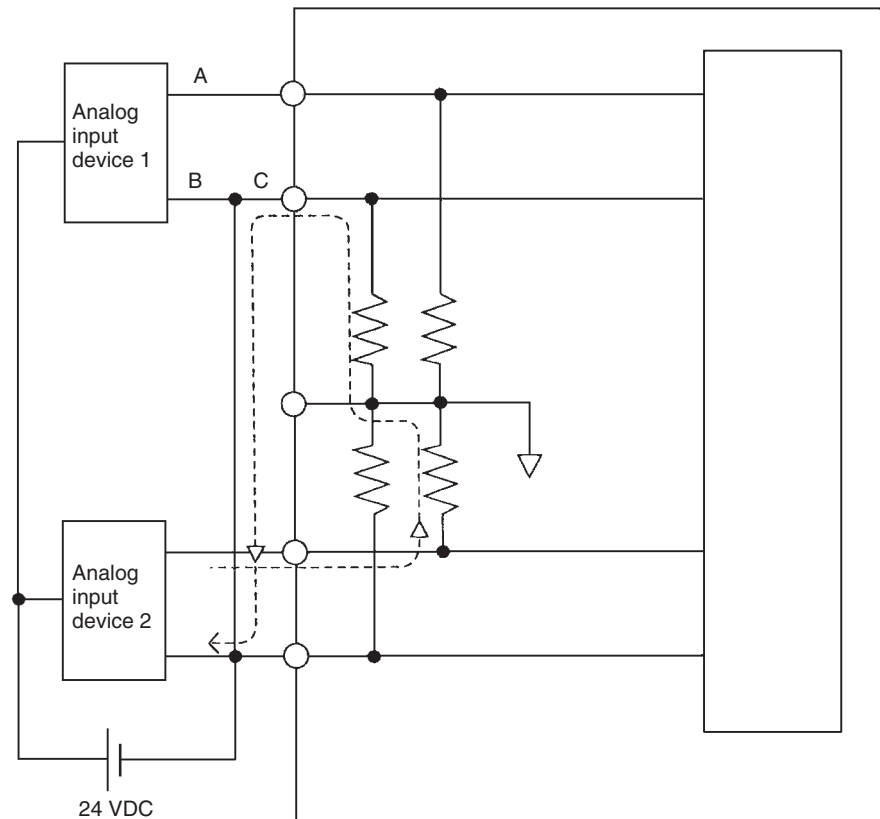 A
Analog
input
device 1
B C
Analog
input
device 2
24 VDC